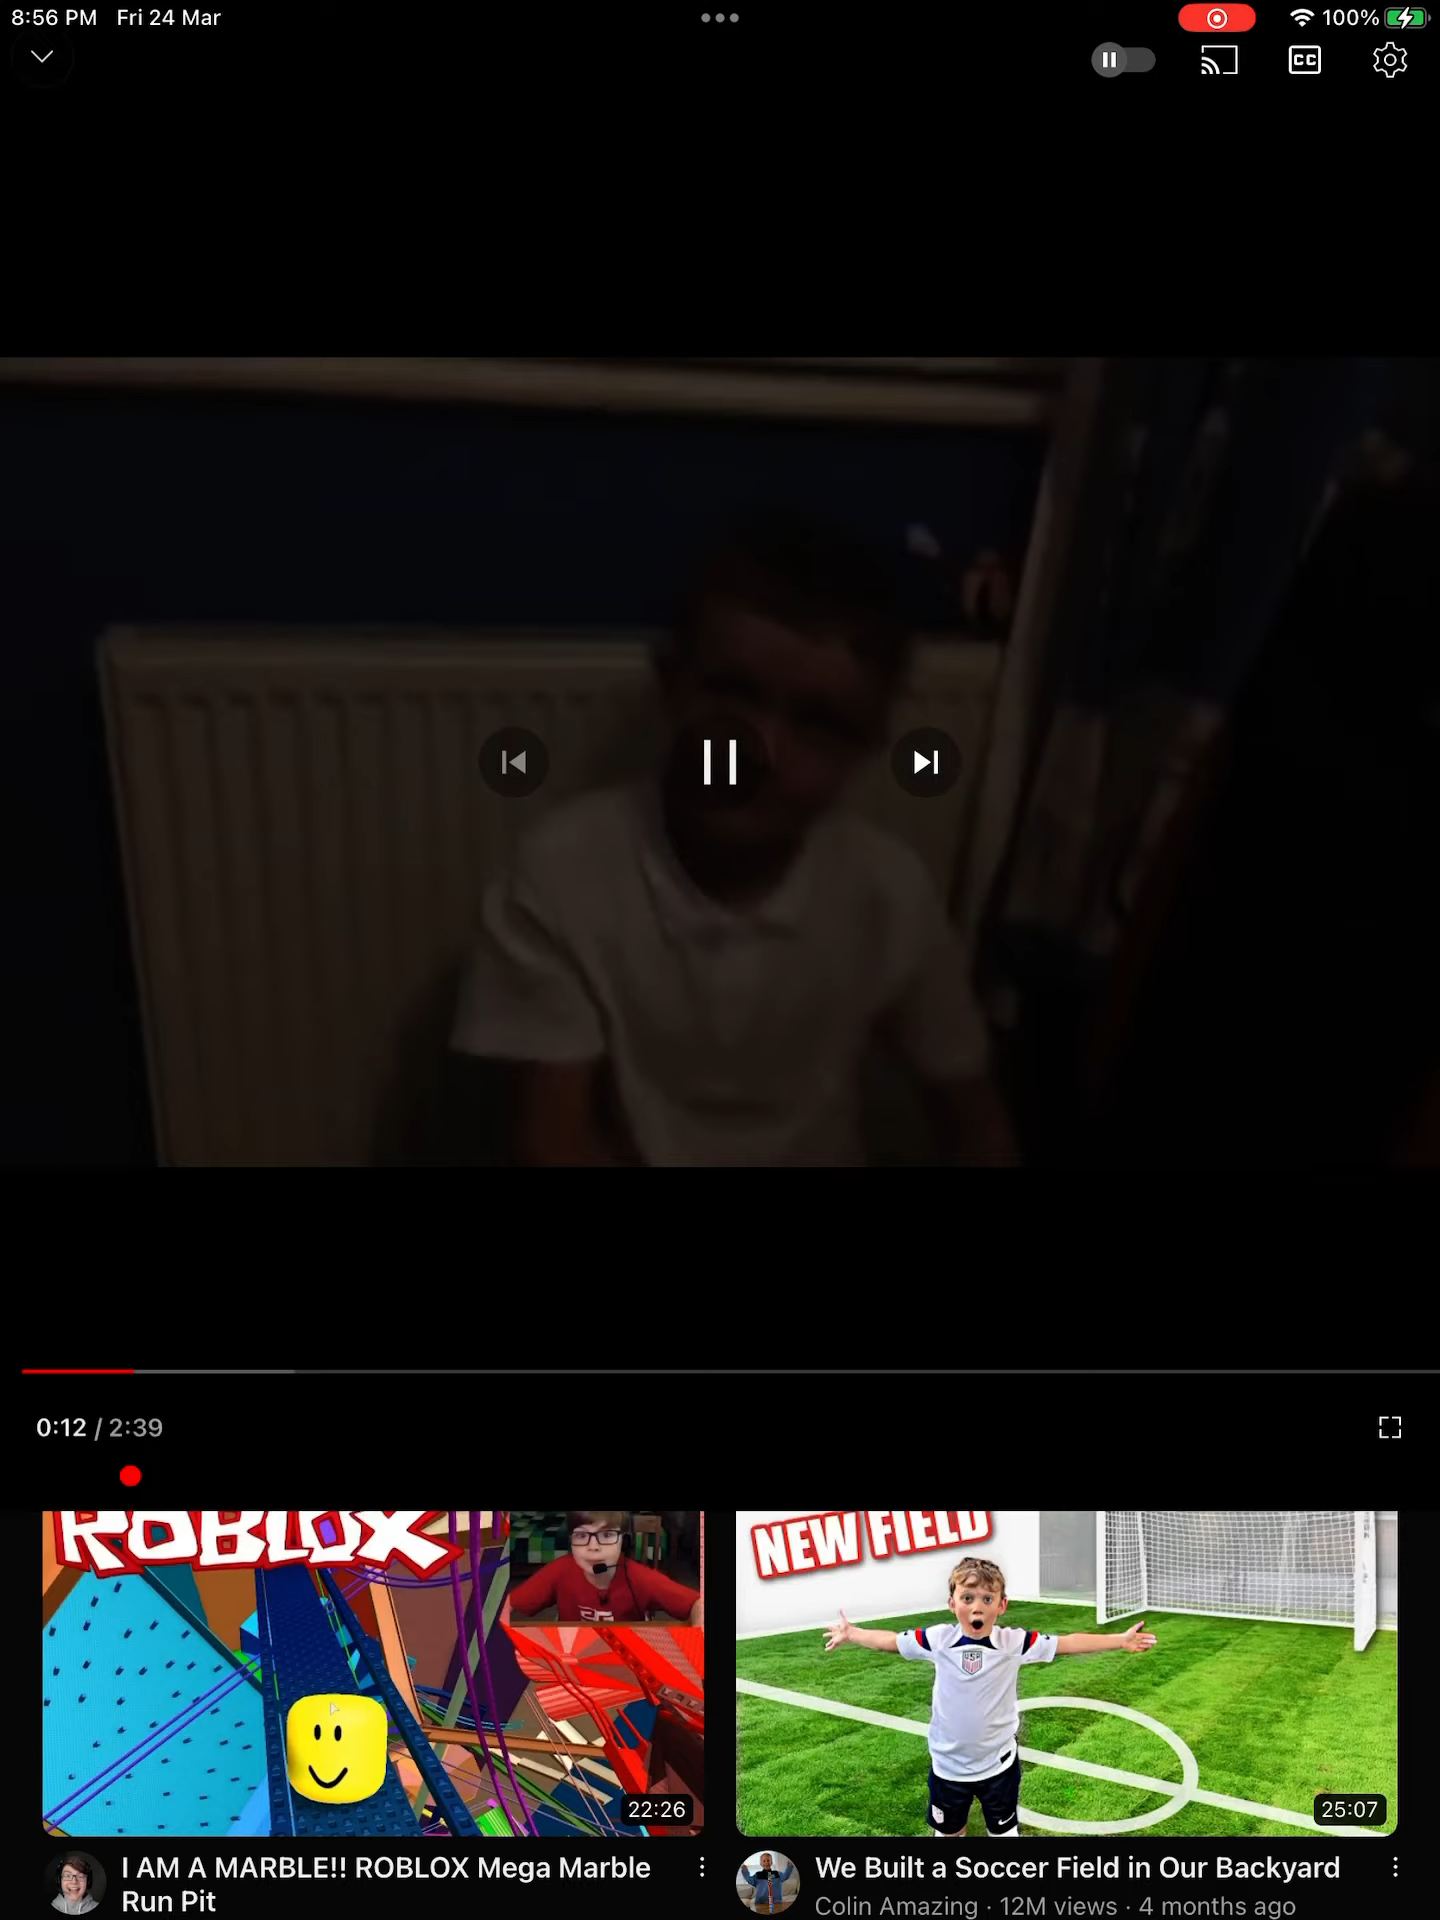 8:56 PM Fri 24 Mar
100%
CC
0:12 / 2:39
ROBLOX
NEW FIELD
22:26
25:07
I AM A MARBLE!! ROBLOX Mega Marble
Run Pit
We Built a Soccer Field in Our Backyard
Colin Amazing · 12M views · 4 months ago